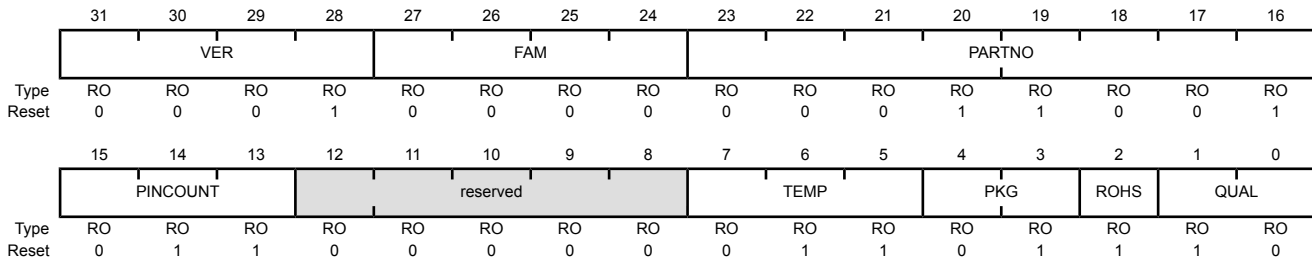 31 30 29 28 27 26 25 24 23 22 21 20 19 18 17 16
VER FAM PARTNO
Type RO RO RO RO RO RO RO RO RO RO RO RO RO RO RO RO
Reset 0 0 0 1 0 0 0 0 0 0 0 1 1 0 0 1
15 14 13 12 11 10 9 8 7 6 5 4 3 2 1 0
PINCOUNT reserved TEMP PKG ROHS QUAL
Type RO RO RO RO RO RO RO RO RO RO RO RO RO RO RO RO
Reset 0 1 1 0 0 0 0 0 0 1 1 0 1 1 1 0